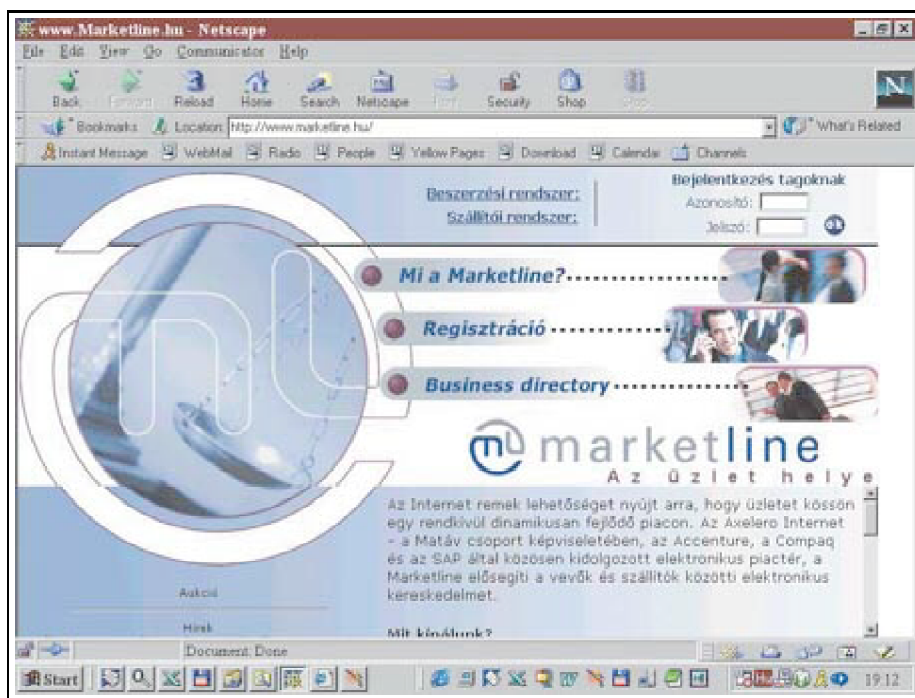 www.Marketline.hu - Netscape
File Edit View Go Communicator Help
Back Forward Reload Home Search Netscape Print Security Shop Stop
N
Bookmarks Location: http://www.marketline.hu/ What's Related
Instant Message WebMail Radio People Yellow Pages Download Calendar Channels
Beszerzési rendszer:
Szállítói rendszer:
Bejelentkezés tagoknak
Azonosító:
Jelszó:
Mi a Marketline?
Regisztráció
Business directory
ml marketline
Az üzlet helye
Az Internet remek lehetőséget nyújt arra, hogy üzletet kössön
egy rendkívül dinamikusan fejlődő piacon. Az Axelero Internet
- a Matáv csoport képviseletében, az Accenture, a Compaq
és az SAP által közösen kidolgozott elektronikus piactér, a
Marketline elősegíti a vevők és szállítók közötti elektronikus
kereskedelmet.
Mit kínálunk?
Aukció
Hírek
Document: Done
Start 19:12